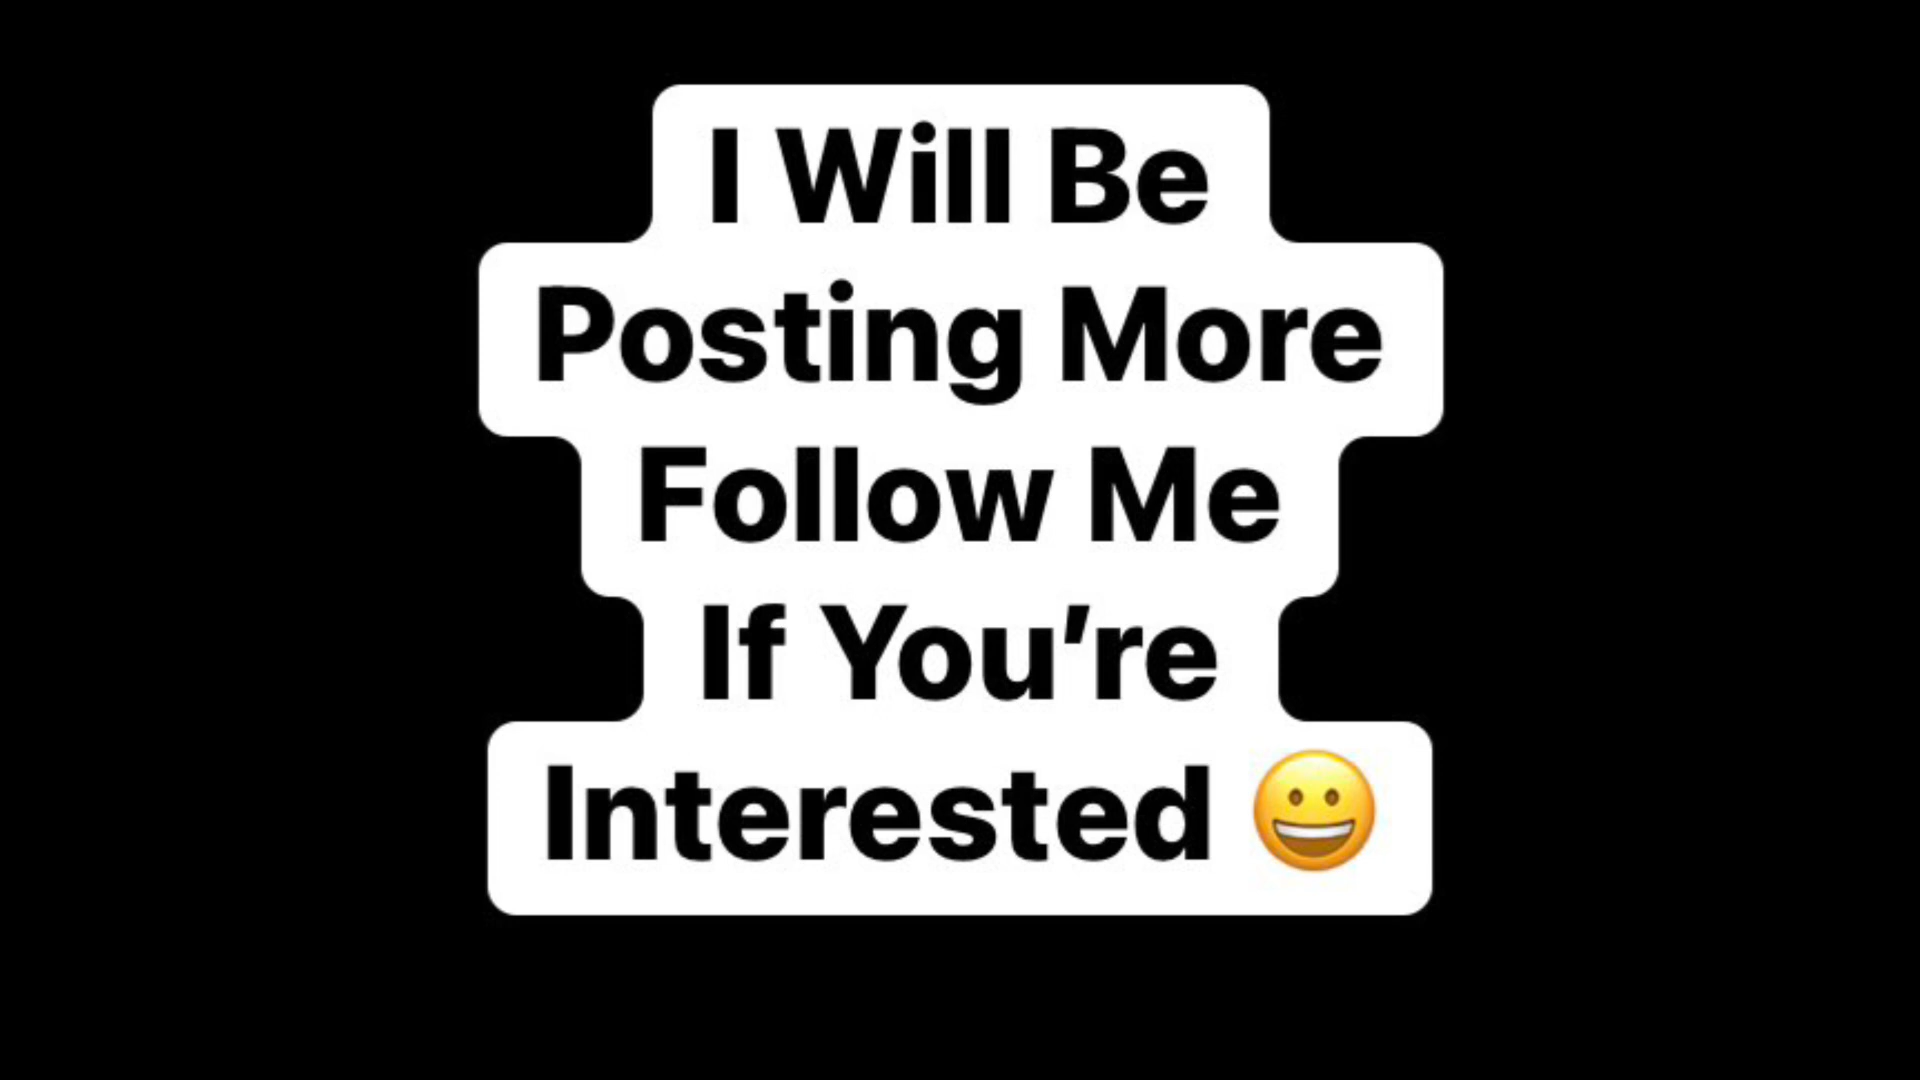 I Will Be
Posting More
Follow Me
If You’re
Interested 😀